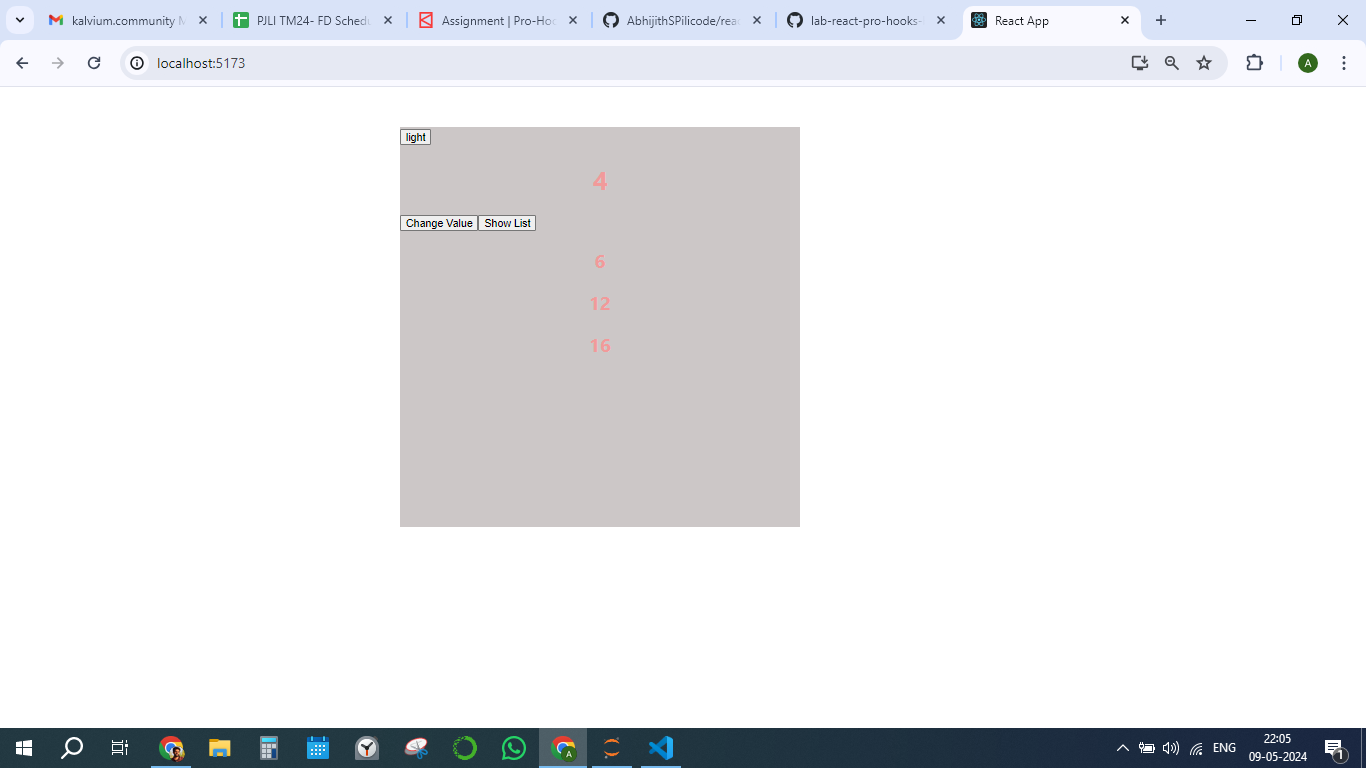 kalvium.community M
PJLI TM24- FD Schedu
Assignment | Pro-Hoo
AbhijithSPilicode/rea
lab-react-pro-hooks-
React App
localhost:5173
A
light
4
Change Value Show List
6
12
16
A
ENG
22:05
09-05-2024
1